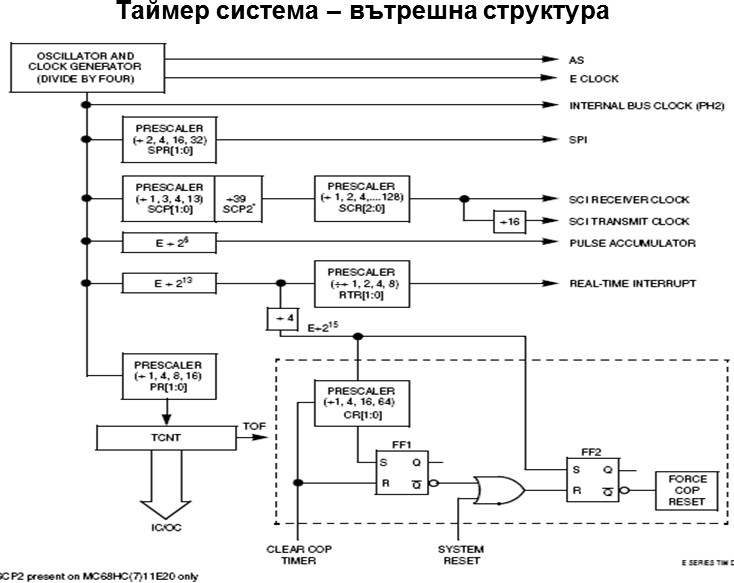 Таймер система – вътрешна структура
OSCILLATOR AND
CLOCK GENERATOR
(DIVIDE BY FOUR)
AS
E CLOCK
INTERNAL BUS CLOCK (PH2)
PRESCALER
(÷ 2, 4, 16, 32)
SPR[1:0]
SPI
PRESCALER
(÷ 1, 3, 4, 13)
SCP[1:0]
÷39
SCP2*
PRESCALER
(÷ 1, 2, 4,....128)
SCR[2:0]
SCI RECEIVER CLOCK
÷16
SCI TRANSMIT CLOCK
E ÷ 2⁶
PULSE ACCUMULATOR
E ÷ 2¹³
PRESCALER
(÷÷ 1, 2, 4, 8)
RTR[1:0]
REAL-TIME INTERRUPT
÷ 4
E÷2¹⁵
PRESCALER
(÷ 1, 4, 8, 16)
PR[1:0]
PRESCALER
(÷1, 4, 16, 64)
CR[1:0]
TCNT
TOF
FF1
S Q
R Q̅
FF2
S Q
R Q̅
FORCE
COP
RESET
IC/OC
CLEAR COP
TIMER
SYSTEM
RESET
SCP2 present on MC68HC(7)11E20 only
E SERIES TIM D